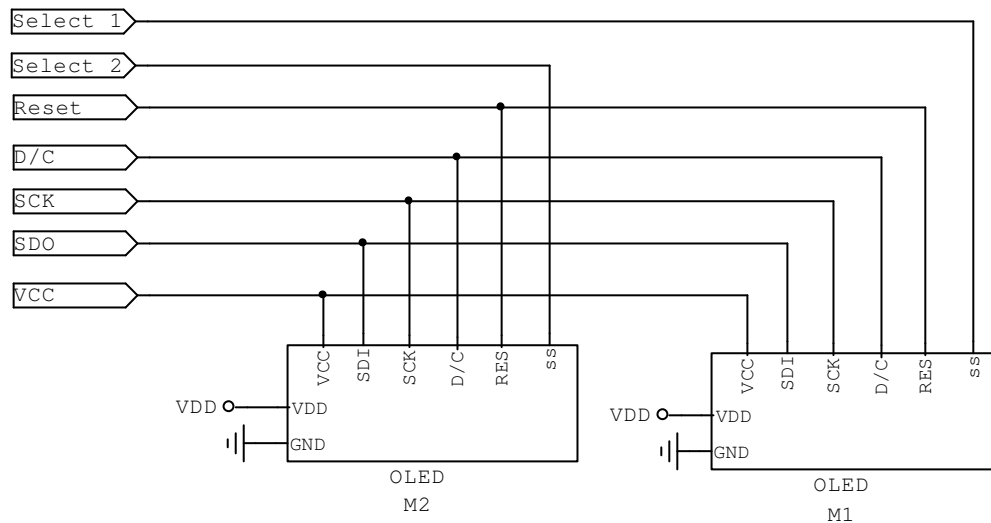 Select 1
Select 2
Reset
D/C
SCK
SDO
VCC
VCC
SDI
SCK
D/C
RES
ss
VDD
VDD
GND
OLED
M2
VCC
SDI
SCK
D/C
RES
ss
VDD
VDD
GND
OLED
M1